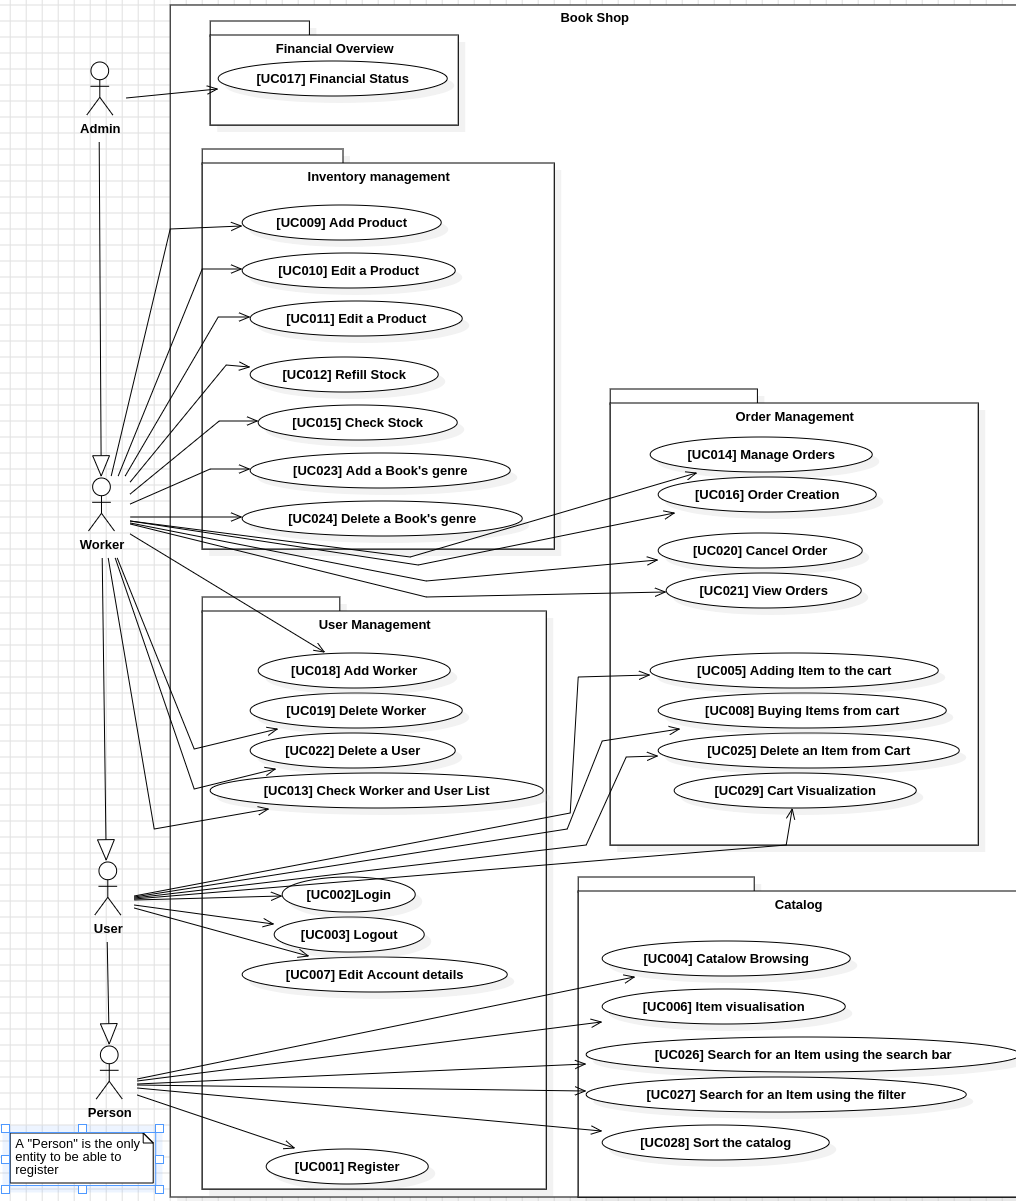 Book Shop
Financial Overview
[UC017] Financial Status
Admin
Inventory management
[UC009] Add Product
[UC010] Edit a Product
[UC011] Edit a Product
[UC012] Refill Stock
[UC015] Check Stock
[UC023] Add a Book's genre
[UC024] Delete a Book's genre
Worker
Order Management
[UC014] Manage Orders
[UC016] Order Creation
[UC020] Cancel Order
[UC021] View Orders
[UC005] Adding Item to the cart
[UC008] Buying Items from cart
[UC025] Delete an Item from Cart
[UC029] Cart Visualization
User Management
[UC018] Add Worker
[UC019] Delete Worker
[UC022] Delete a User
[UC013] Check Worker and User List
[UC002]Login
[UC003] Logout
[UC007] Edit Account details
[UC001] Register
User
Catalog
[UC004] Catalow Browsing
[UC006] Item visualisation
[UC026] Search for an Item using the search bar
[UC027] Search for an Item using the filter
[UC028] Sort the catalog
Person
A "Person" is the only
entity to be able to
register